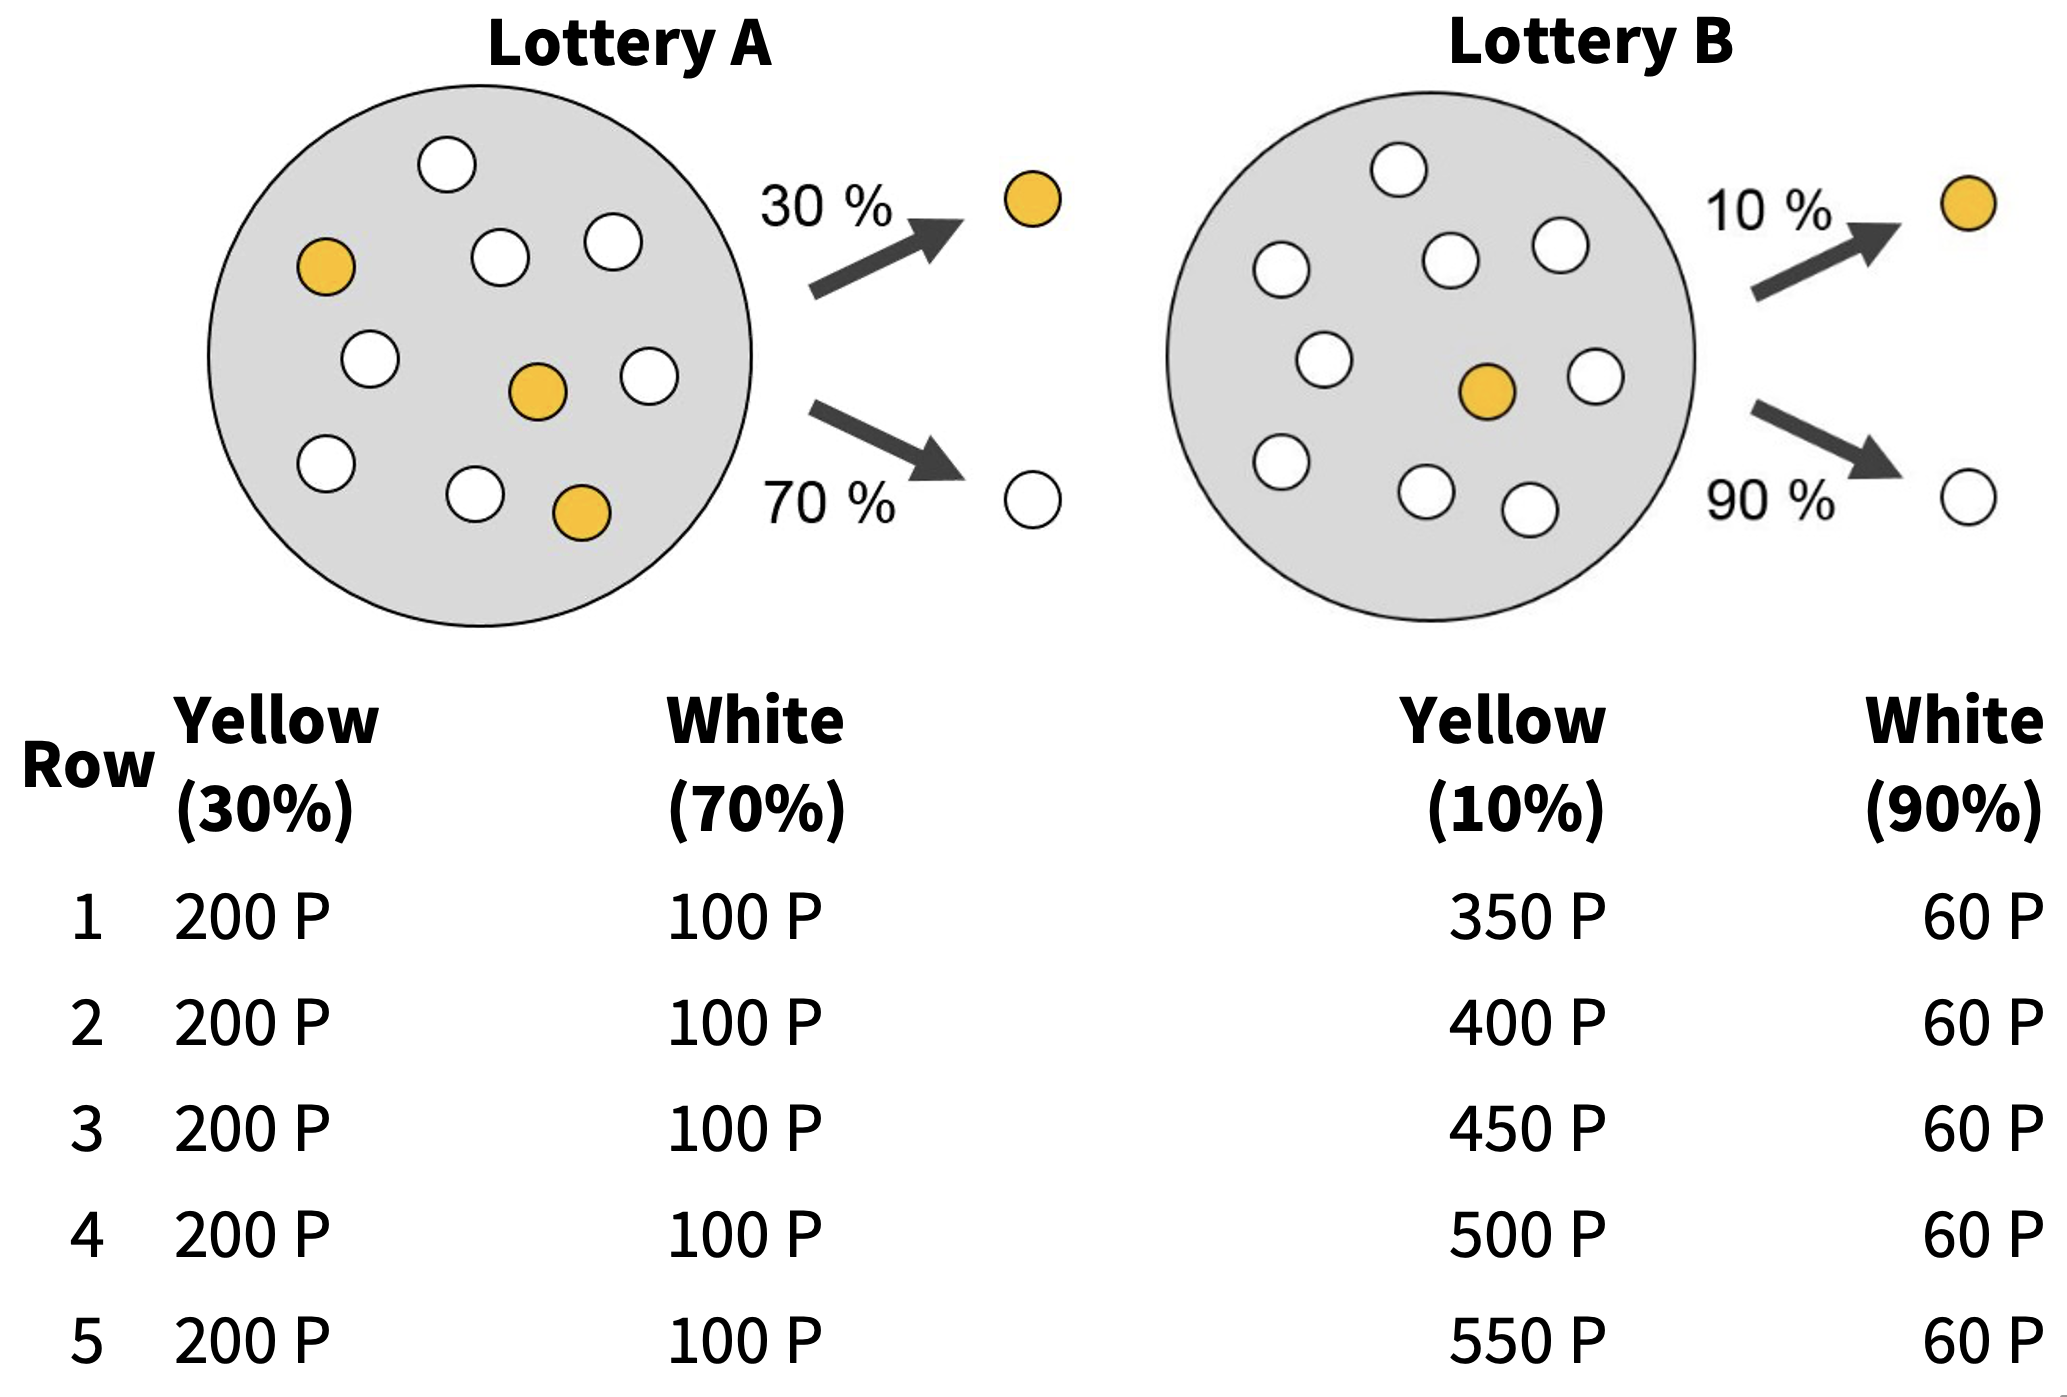 Lottery A
Lottery B
30 %
70 %
10 %
90 %
Row Yellow (30%) White (70%) Yellow (10%) White (90%)
1 200 P 100 P 350 P 60 P
2 200 P 100 P 400 P 60 P
3 200 P 100 P 450 P 60 P
4 200 P 100 P 500 P 60 P
5 200 P 100 P 550 P 60 P